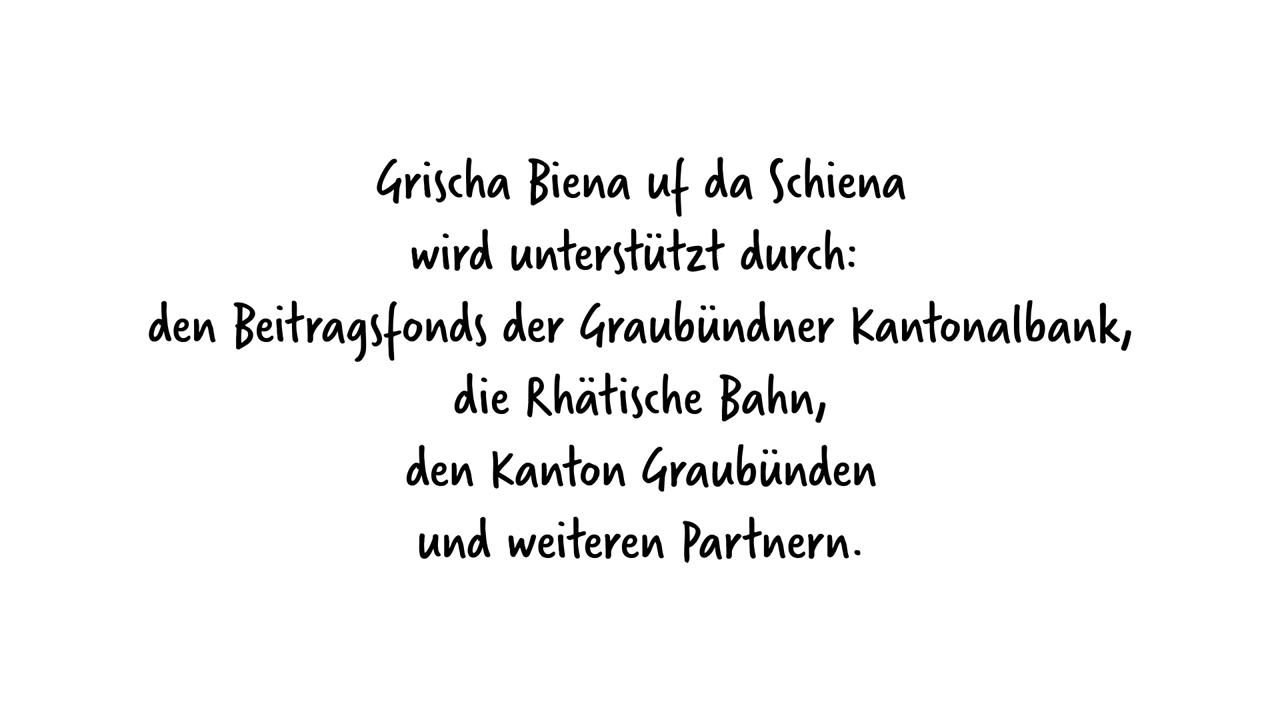 Grischa Biena uf da Schiena
wird unterstützt durch:
den Beitragsfonds der Graubündner Kantonalbank,
die Rhätische Bahn,
den Kanton Graubünden
und weiteren Partnern.